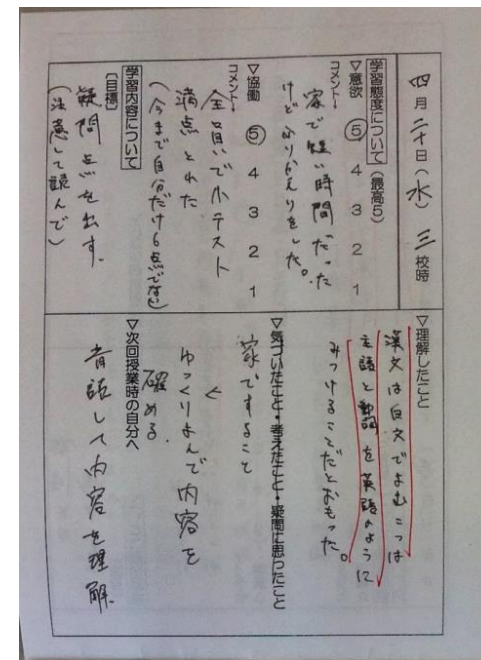 四月二十日(水) 三校時
学習態度について(最高5)
▽意欲 ⑤ 4 3 2 1
コメント→
家で短い時間だった
けどふりかえりをした。
▽協働 ⑤ 4 3 2 1
コメント→
全員で小テスト
満点とれた
(今まで自分だけ6点でない)
学習内容について
〔目標〕
疑問点を出す。
(注意して読んで)
▽理解したこと
漢文は白文でよむこつは
主語と動詞を英語のように
みつけることだとおもった。
▽気づいたこと・考えたこと・疑問に思ったこと
家ですること
ゆっくりよんで内容を
確める
▽次回授業時の自分へ
音読して内容を理解